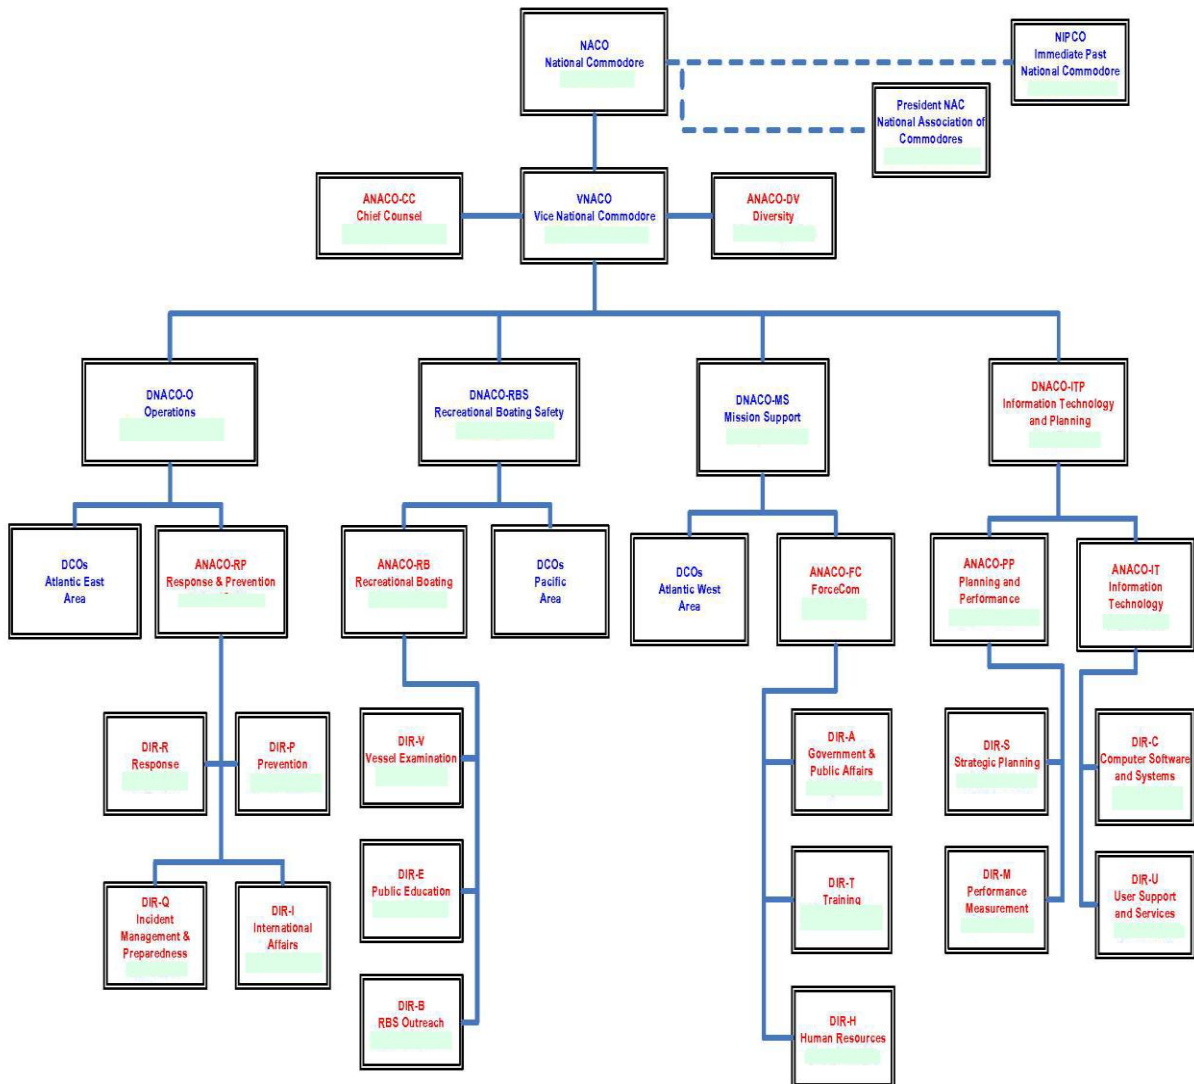 NACO
National Commodore
NIPCO
Immediate Past
National Commodore
President NAC
National Association of
Commodores
ANACO-CC
Chief Counsel
VNACO
Vice National Commodore
ANACO-DV
Diversity
DNACO-O
Operations
DNACO-RBS
Recreational Boating Safety
DNACO-MS
Mission Support
DNACO-ITP
Information Technology
and Planning
DCOs
Atlantic East
Area
ANACO-RP
Response & Prevention
ANACO-RB
Recreational Boating
DCOs
Pacific
Area
DCOs
Atlantic West
Area
ANACO-FC
ForceCom
ANACO-PP
Planning and
Performance
ANACO-IT
Information
Technology
DIR-R
Response
DIR-P
Prevention
DIR-V
Vessel Examination
DIR-A
Government &
Public Affairs
DIR-S
Strategic Planning
DIR-C
Computer Software
and Systems
DIR-Q
Incident
Management &
Preparedness
DIR-I
International
Affairs
DIR-E
Public Education
DIR-T
Training
DIR-M
Performance
Measurement
DIR-U
User Support
and Services
DIR-B
RBS Outreach
DIR-H
Human Resources